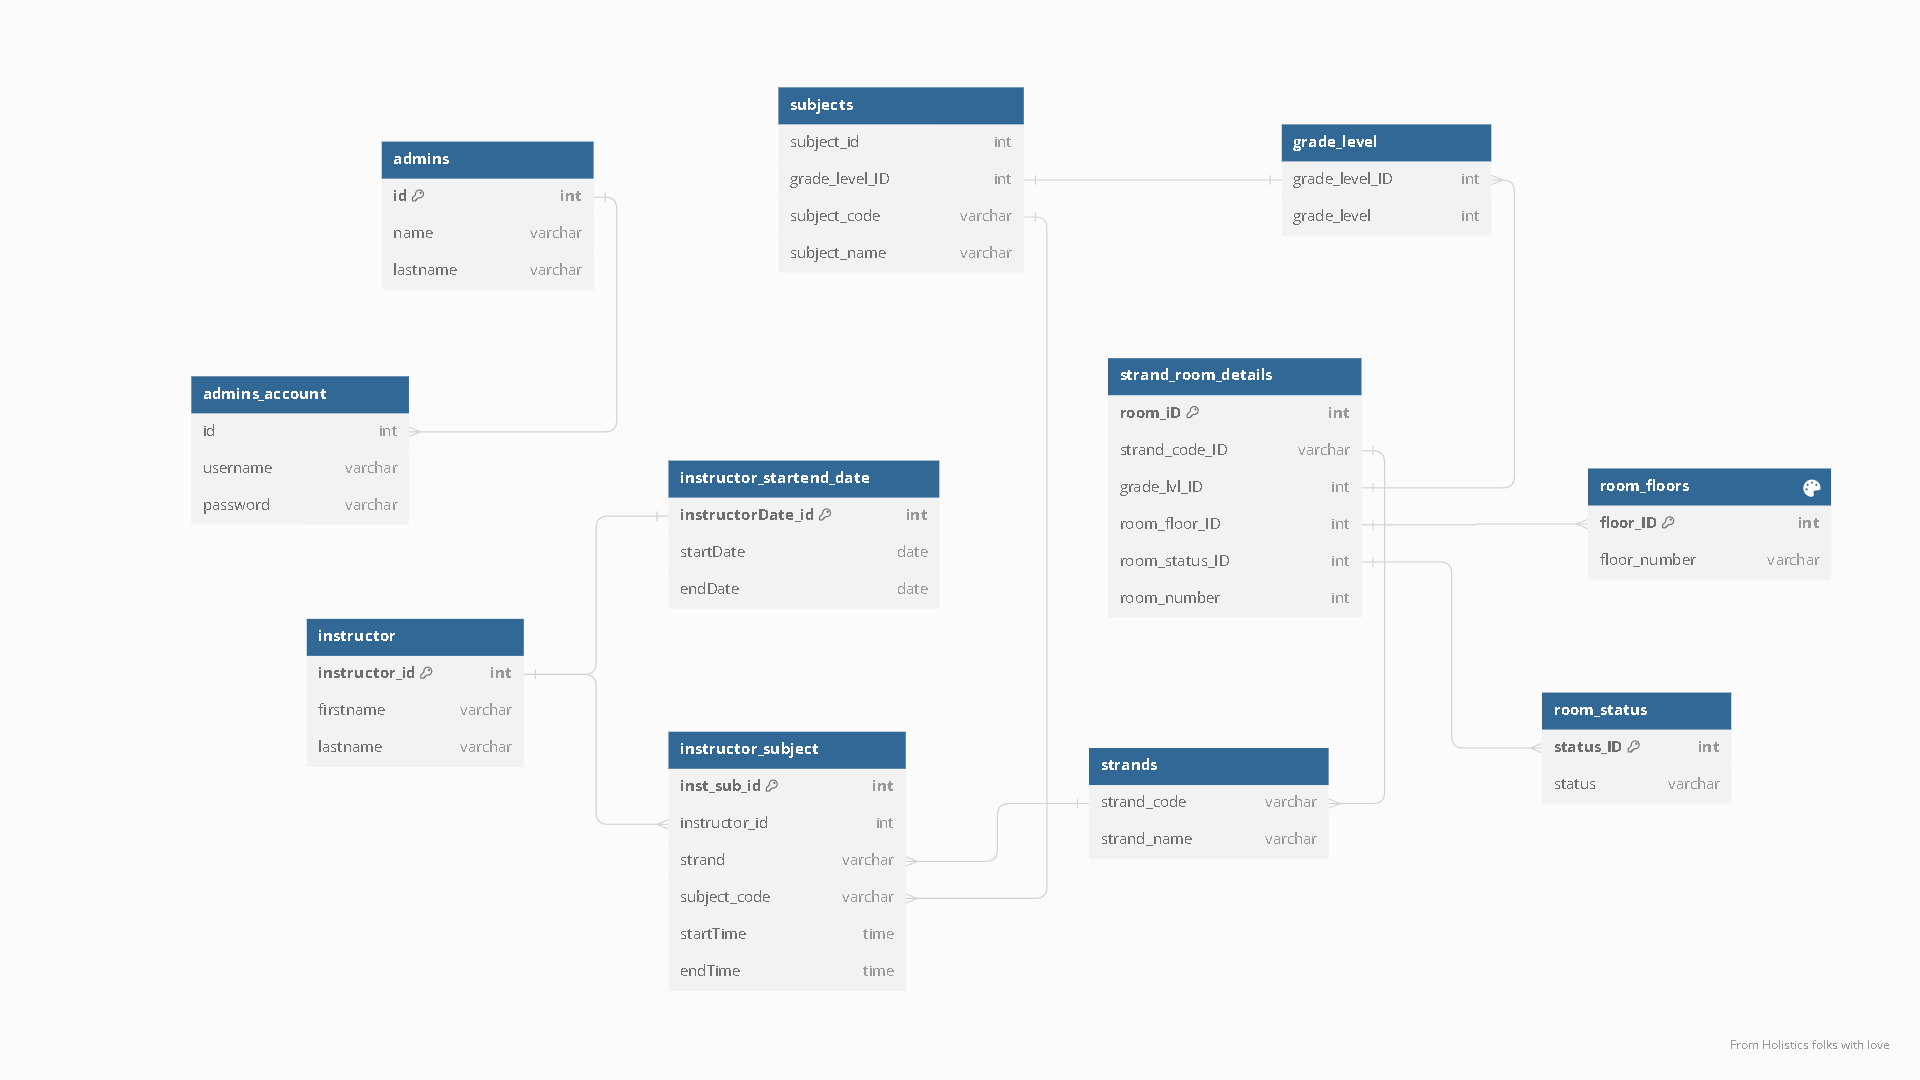 subjects
subject_id int
grade_level_ID int
subject_code varchar
subject_name varchar
grade_level
grade_level_ID int
grade_level int
admins
id int
name varchar
lastname varchar
strand_room_details
room_iD int
strand_code_ID varchar
grade_lvl_ID int
room_floor_ID int
room_status_ID int
room_number int
admins_account
id int
username varchar
password varchar
instructor_startend_date
instructorDate_id int
startDate date
endDate date
room_floors
floor_ID int
floor_number varchar
instructor
instructor_id int
firstname varchar
lastname varchar
room_status
status_ID int
status varchar
instructor_subject
inst_sub_id int
instructor_id int
strand varchar
subject_code varchar
startTime time
endTime time
strands
strand_code varchar
strand_name varchar
From Holistics folks with love